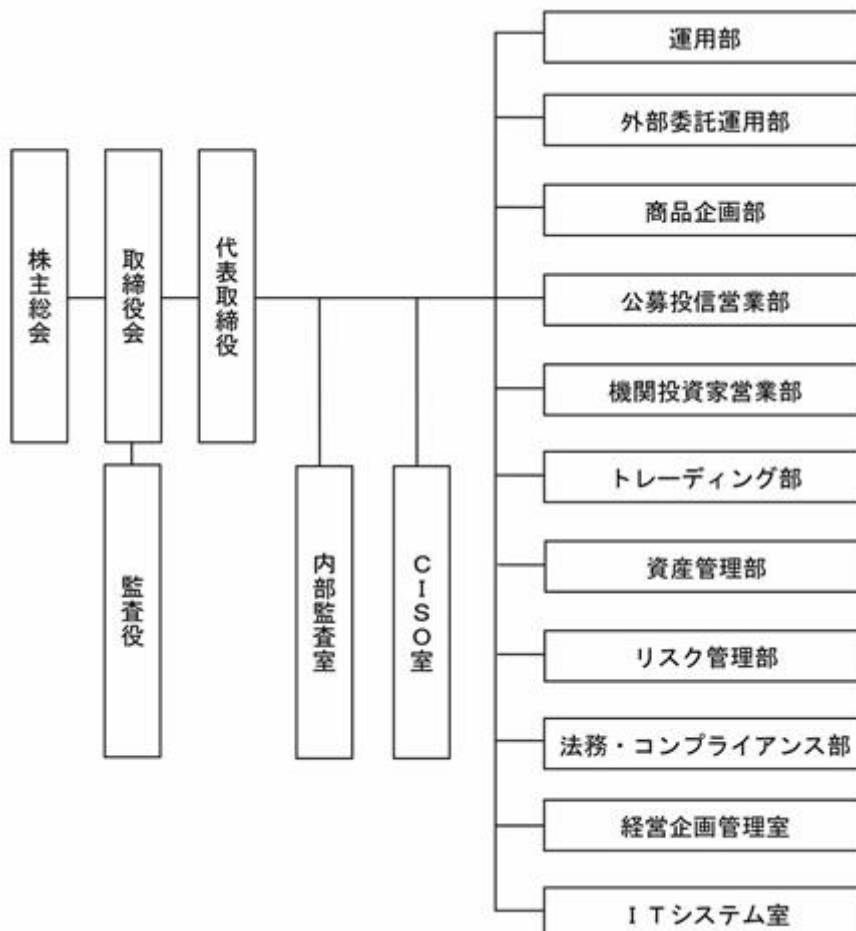 株主総会
取締役会
代表取締役
監査役
内部監査室
CISO室
運用部
外部委託運用部
商品企画部
公募投信営業部
機関投資家営業部
トレーディング部
資産管理部
リスク管理部
法務・コンプライアンス部
経営企画管理室
ITシステム室